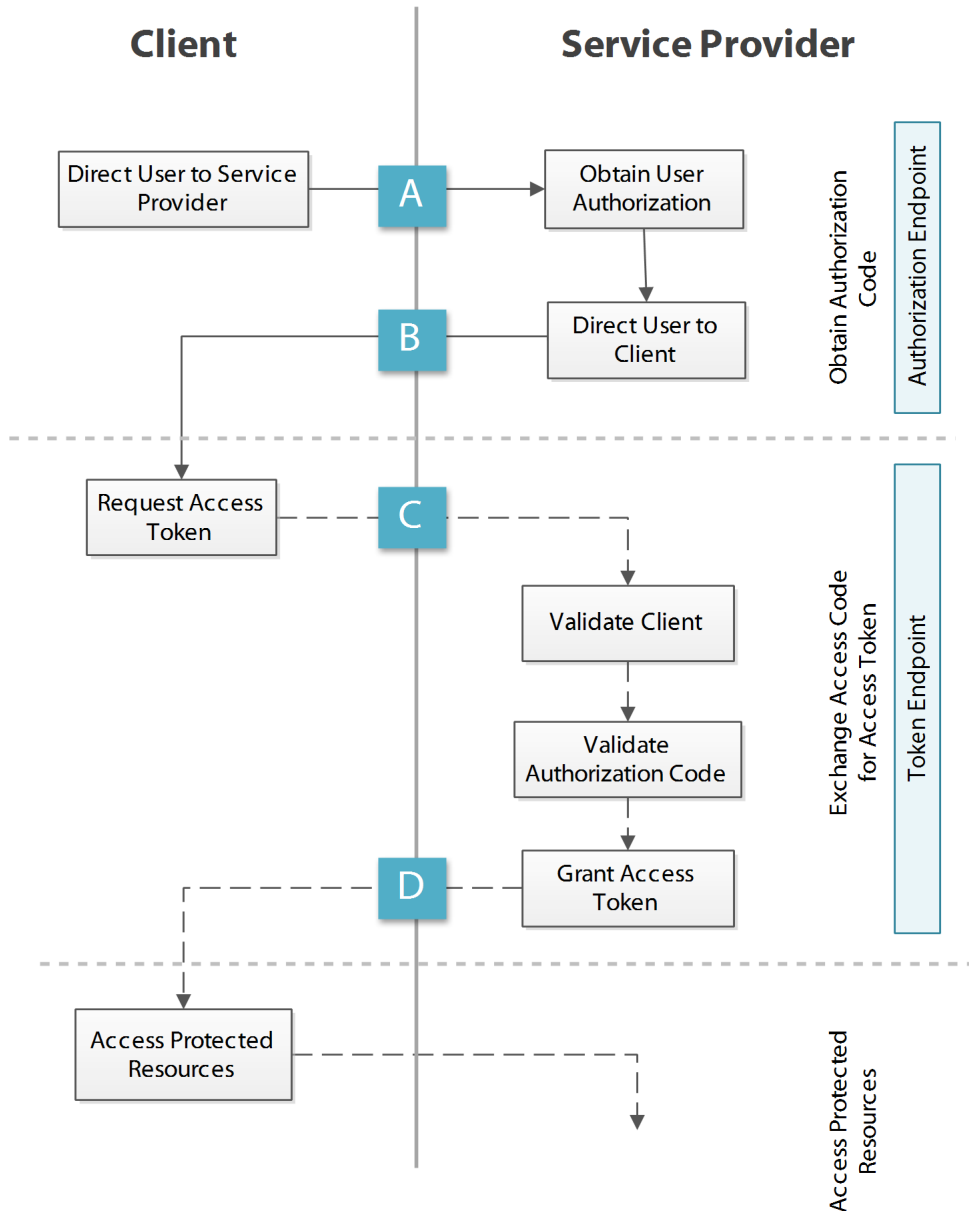 Client
Service Provider
Direct User to Service
Provider
A
Obtain User
Authorization
B
Direct User to
Client
Obtain Authorization
Code
Authorization Endpoint
Request Access
Token
C
Validate Client
Validate
Authorization Code
D
Grant Access
Token
Exchange Access Code
for Access Token
Token Endpoint
Access Protected
Resources
Access Protected
Resources